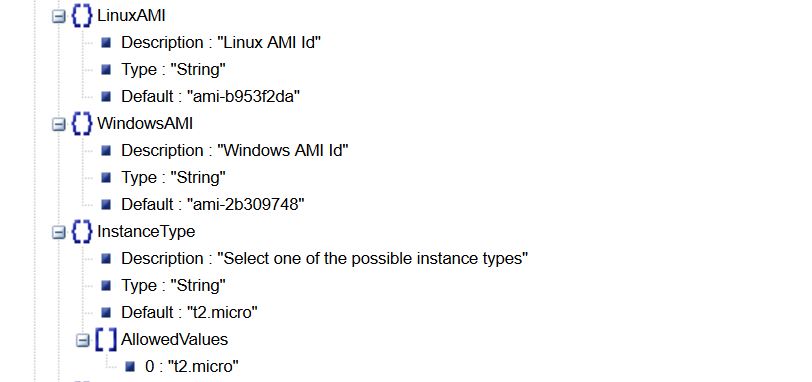 LinuxAMI
Description : "Linux AMI Id"
Type : "String"
Default : "ami-b953f2da"
WindowsAMI
Description : "Windows AMI Id"
Type : "String"
Default : "ami-2b309748"
InstanceType
Description : "Select one of the possible instance types"
Type : "String"
Default : "t2.micro"
AllowedValues
0 : "t2.micro"